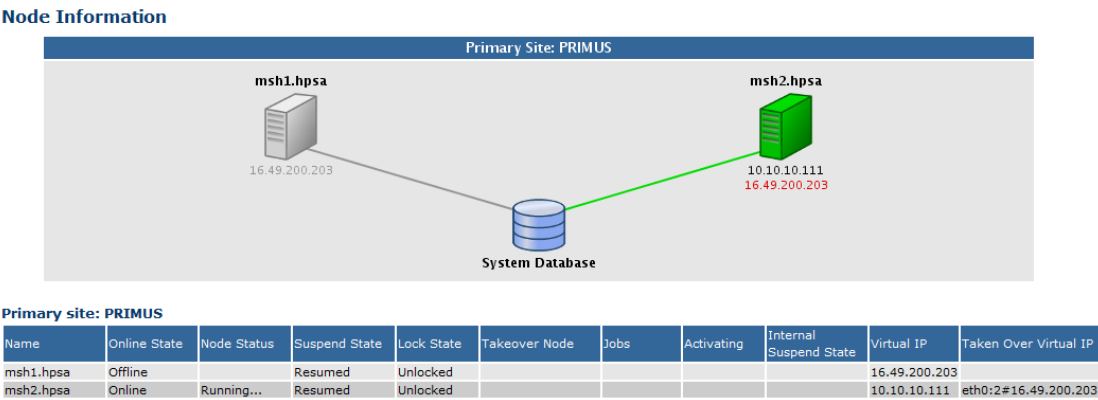 Node Information
Primary Site: PRIMUS
msh1.hpsa
msh2.hpsa
16.49.200.203
10.10.10.111
16.49.200.203
System Database
Primary site: PRIMUS
Name Online State Node Status Suspend State Lock State Takeover Node Jobs Activating Internal Suspend State Virtual IP Taken Over Virtual IP
msh1.hpsa Offline Resumed Unlocked 16.49.200.203
msh2.hpsa Online Running... Resumed Unlocked 10.10.10.111 eth0:2#16.49.200.203